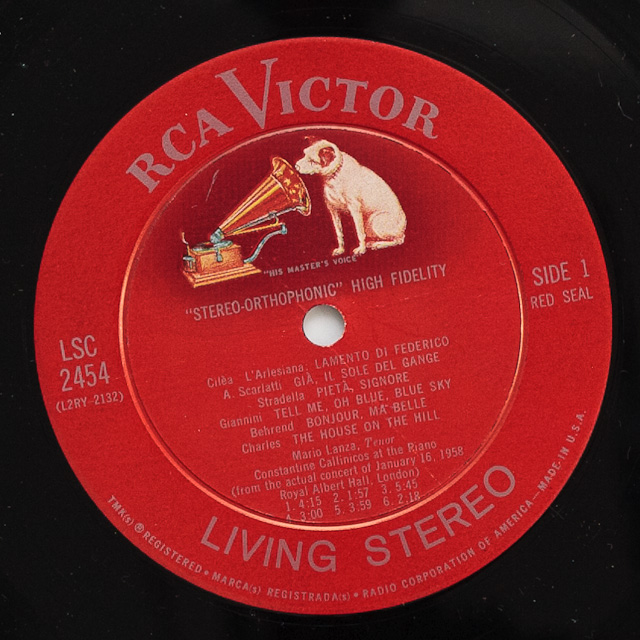 RCA VICTOR
"HIS MASTER'S VOICE"
"STEREO-ORTHOPHONIC" HIGH FIDELITY
SIDE 1
RED SEAL
LSC
2454
(L2RY-2132)
Cilèa L'Arlesiana, LAMENTO DI FEDERICO
A. Scarlatti GIÀ, IL SOLE DEL GANGE
Stradella PIETÀ, SIGNORE
Giannini TELL ME, OH BLUE, BLUE SKY
Behrend BONJOUR, MA BELLE
Charles THE HOUSE ON THE HILL
Mario Lanza, Tenor
Constantine Callinicos at the Piano
(from the actual concert of January 16, 1958
Royal Albert Hall, London)
1. 4:15 2. 1:57 3. 5:45
4. 3:00 5. 3:59 6. 2:18
LIVING STEREO
TMK(s) ® REGISTERED • MARCA(s) REGISTRADA(s) • RADIO CORPORATION OF AMERICA — MADE IN U.S.A.